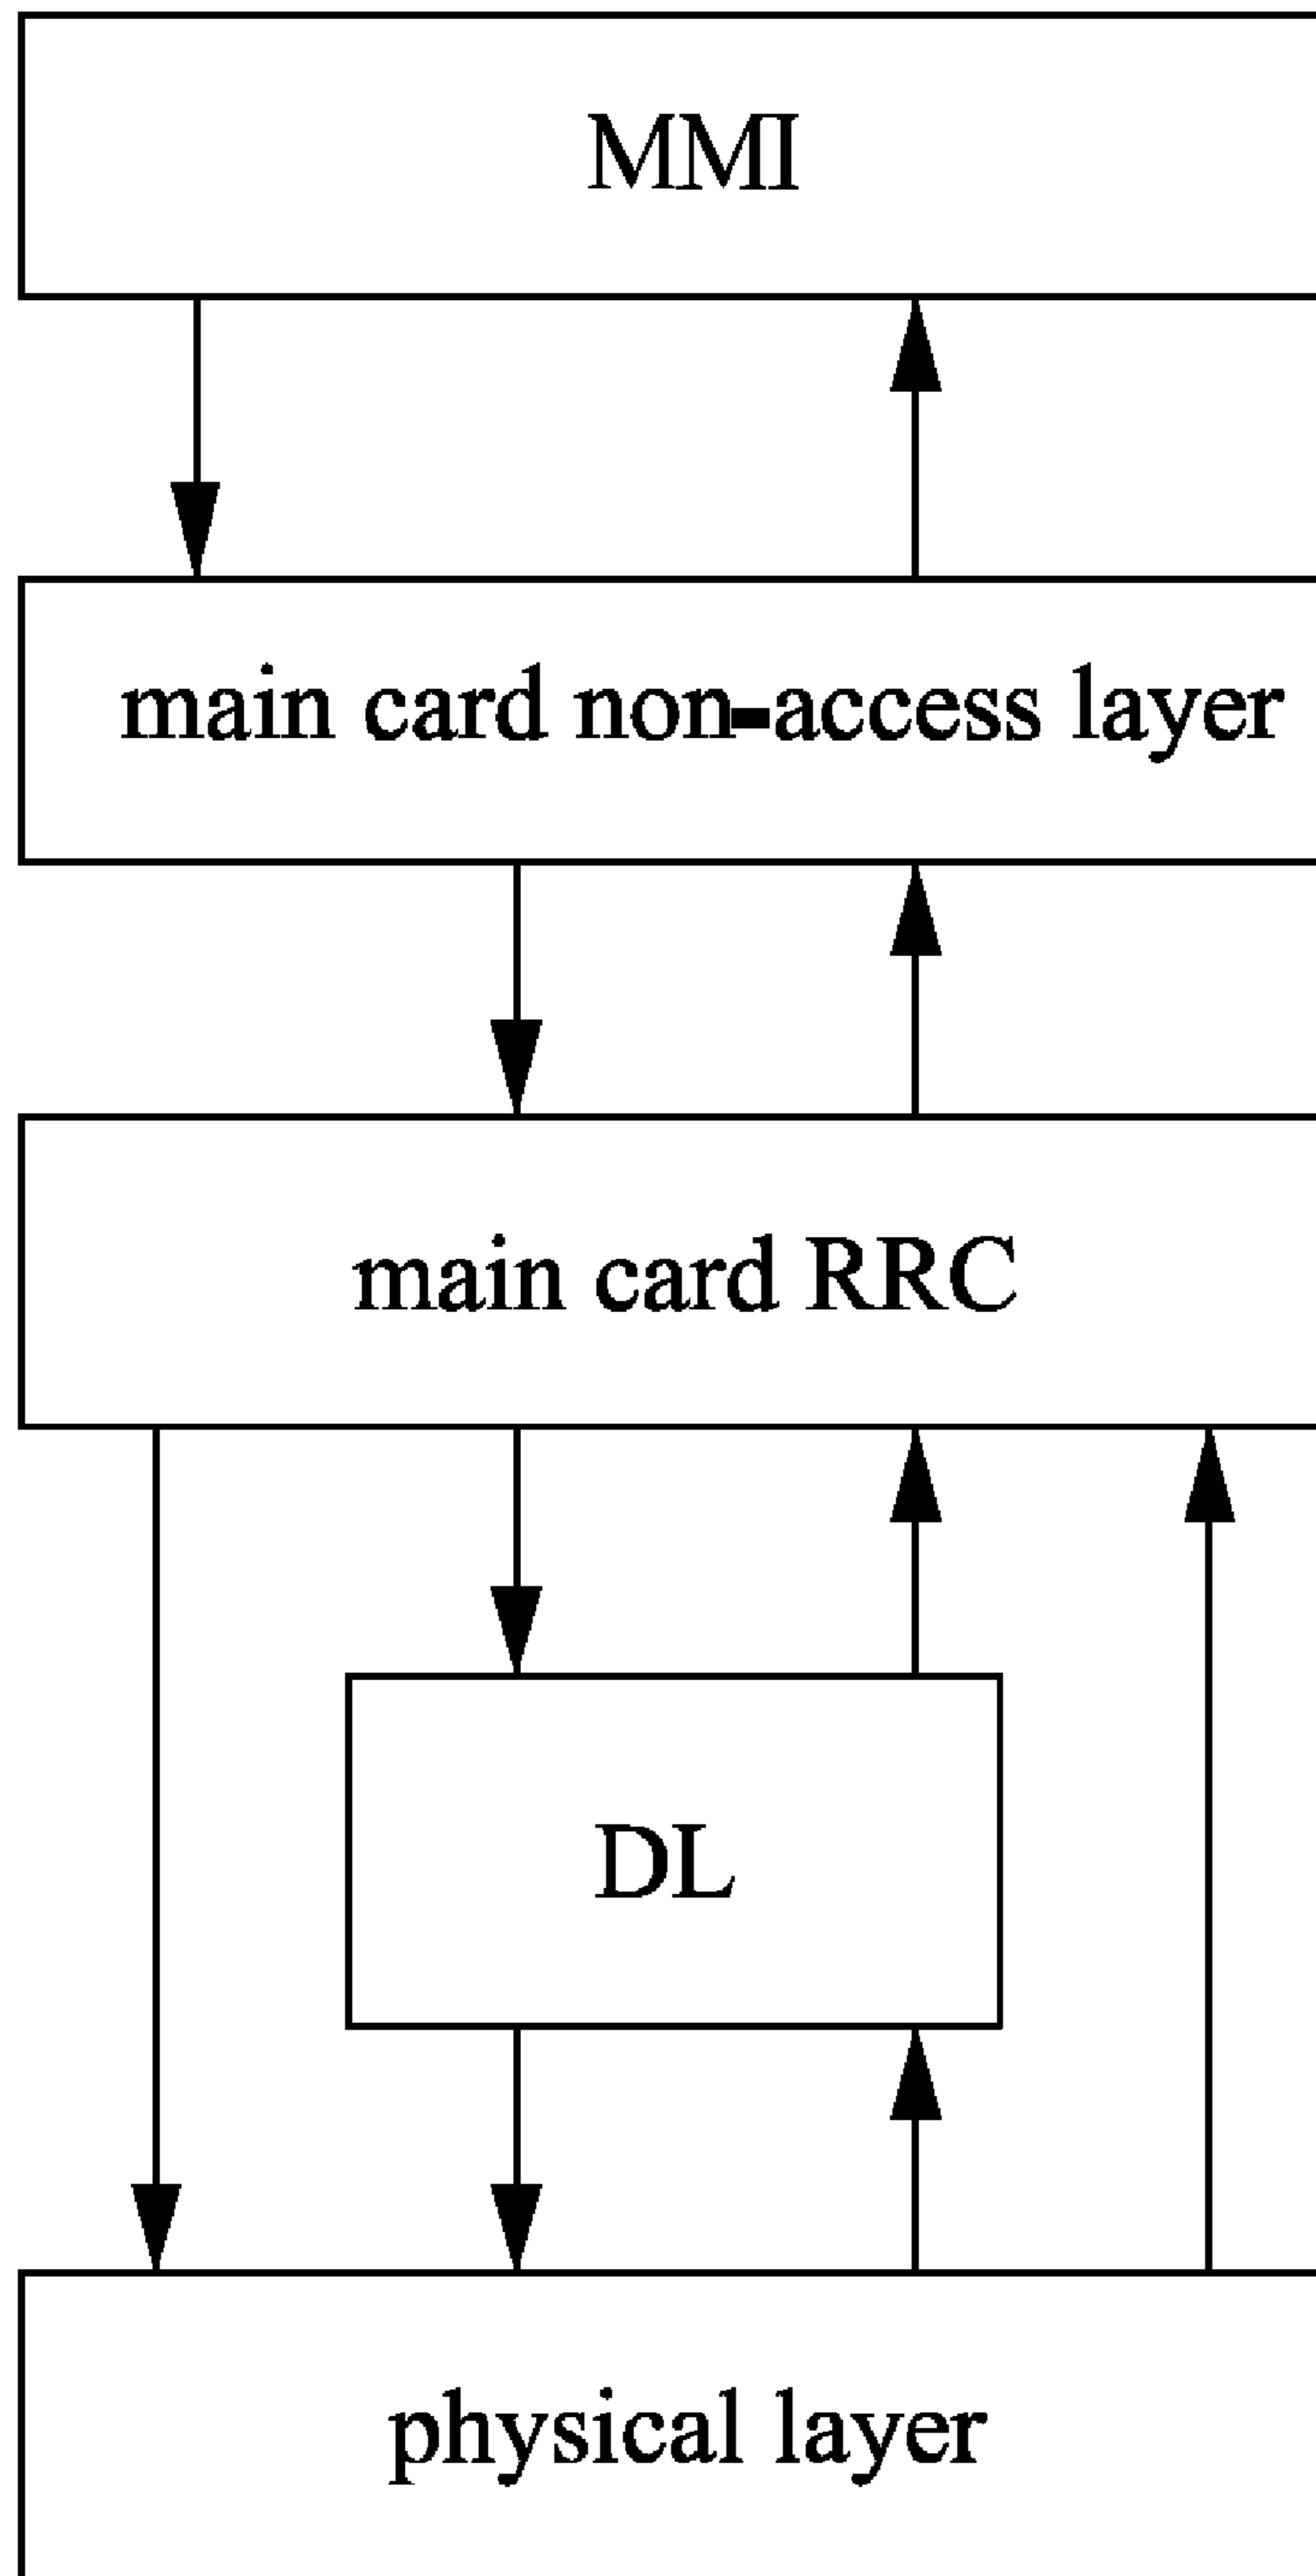 MMI
main card non-access layer
main card RRC
DL
physical layer